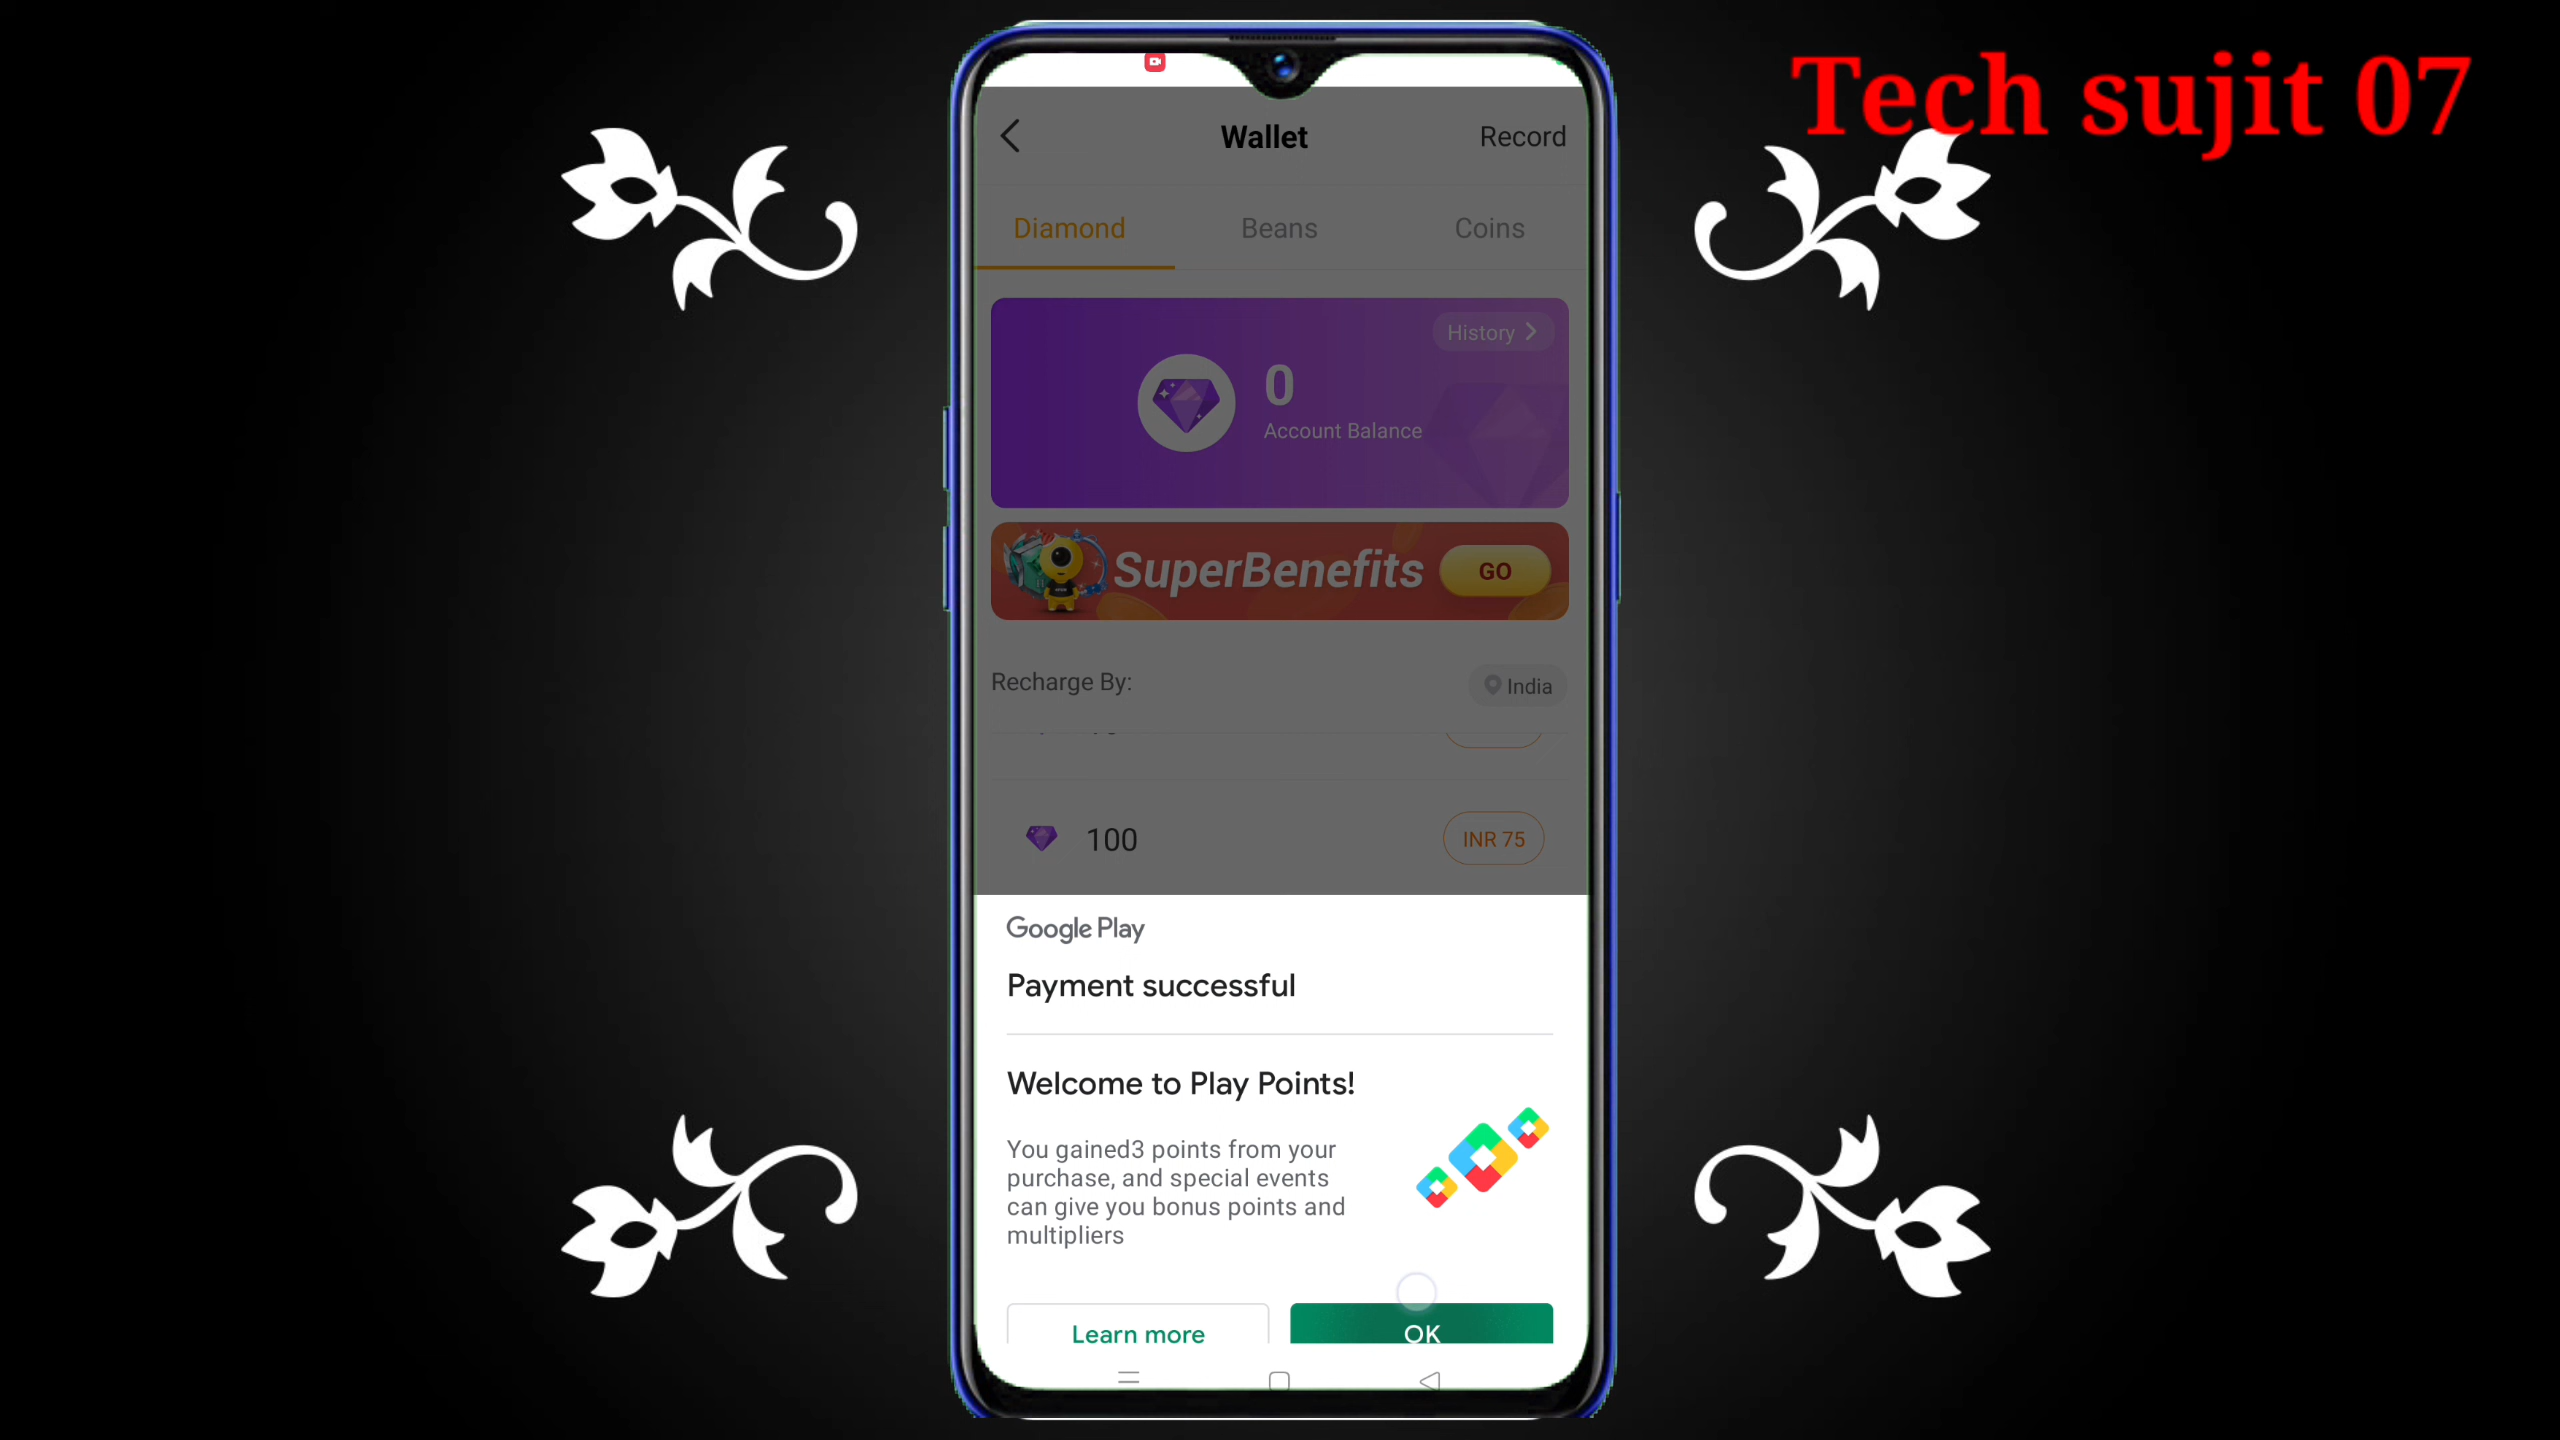 Tech sujit 07
Wallet
Record
Diamond
Beans
Coins
History
0
Account Balance
SuperBenefits
GO
Recharge By:
India
100
INR 75
Google Play
Payment successful
Welcome to Play Points!
You gained3 points from your
purchase, and special events
can give you bonus points and
multipliers
Learn more
OK